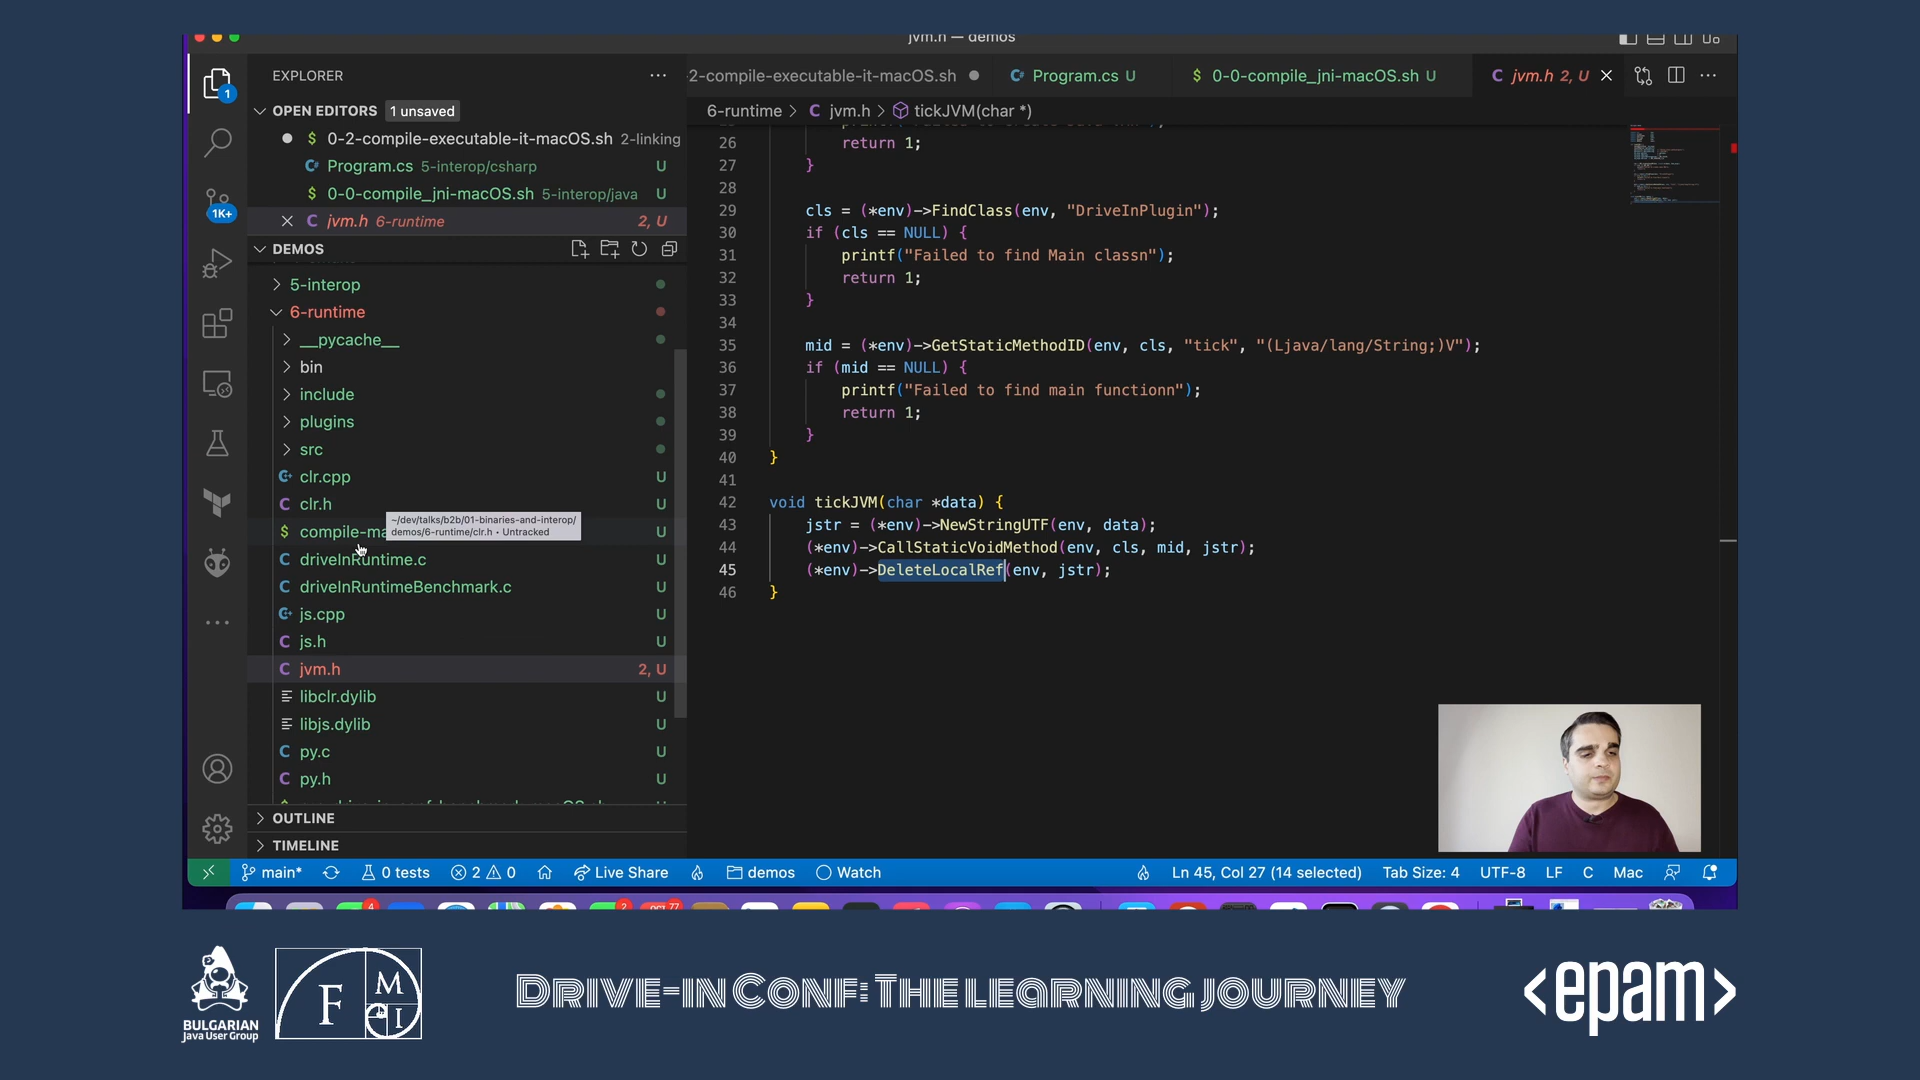 jvm.h — demos
EXPLORER
OPEN EDITORS 1 unsaved
0-2-compile-executable-it-macOS.sh 2-linking
Program.cs 5-interop/csharp U
0-0-compile_jni-macOS.sh 5-interop/java U
jvm.h 6-runtime 2, U
DEMOS
5-interop
6-runtime
__pycache__
bin
include
plugins
src
clr.cpp U
clr.h U
compile-ma U
~/dev/talks/b2b/01-binaries-and-interop/
demos/6-runtime/clr.h • Untracked
driveInRuntime.c U
driveInRuntimeBenchmark.c U
js.cpp U
js.h U
jvm.h 2, U
libclr.dylib U
libjs.dylib U
py.c U
py.h U
OUTLINE
TIMELINE
1
1K+
-2-compile-executable-it-macOS.sh
Program.cs U
0-0-compile_jni-macOS.sh U
jvm.h 2, U
6-runtime > jvm.h > tickJVM(char *)
26 return 1;
27 }
28
29 cls = (*env)->FindClass(env, "DriveInPlugin");
30 if (cls == NULL) {
31 printf("Failed to find Main classn");
32 return 1;
33 }
34
35 mid = (*env)->GetStaticMethodID(env, cls, "tick", "(Ljava/lang/String;)V");
36 if (mid == NULL) {
37 printf("Failed to find main functionn");
38 return 1;
39 }
40 }
41
42 void tickJVM(char *data) {
43 jstr = (*env)->NewStringUTF(env, data);
44 (*env)->CallStaticVoidMethod(env, cls, mid, jstr);
45 (*env)->DeleteLocalRef(env, jstr);
46 }
main* 0 tests 2 0 Live Share demos Watch Ln 45, Col 27 (14 selected) Tab Size: 4 UTF-8 LF C Mac
4 2 77
BULGARIAN
Java User Group
F M I
DRIVE-IN CONF: THE LEARNING JOURNEY
<epam>